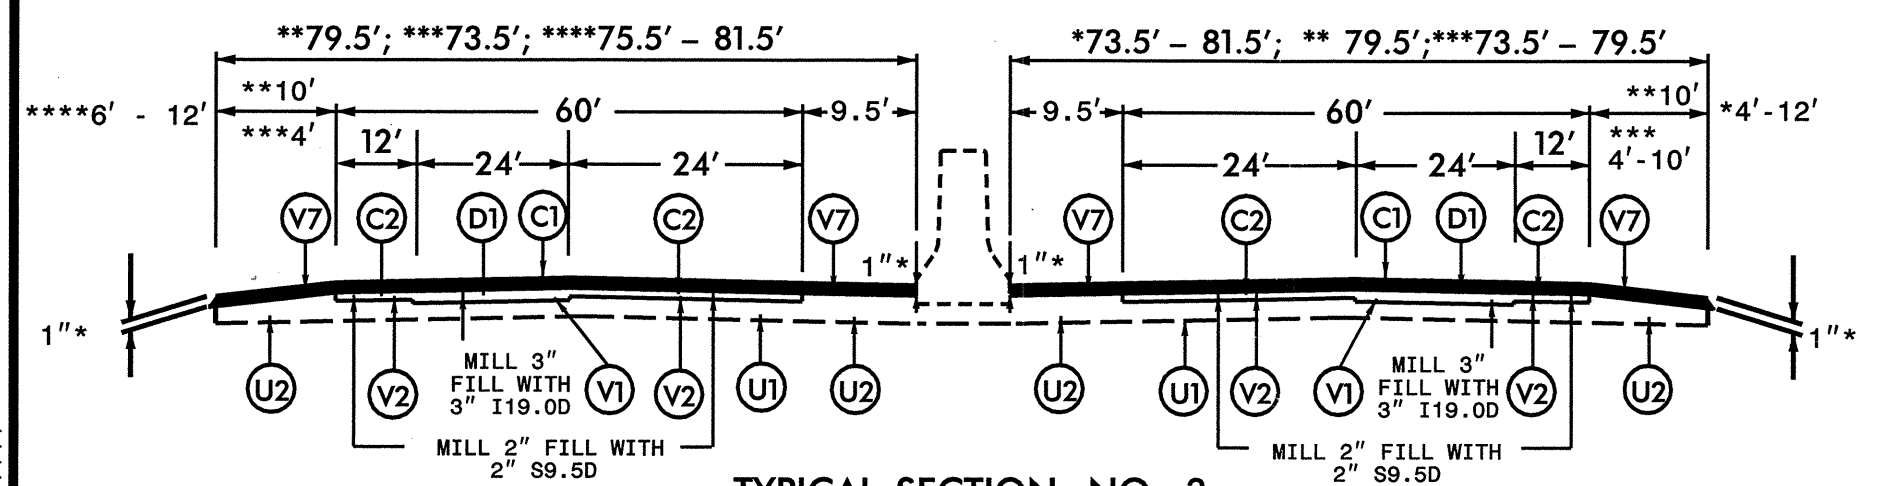 **79.5'; ***73.5'; ****75.5' – 81.5'
*73.5' – 81.5'; ** 79.5';***73.5' – 79.5'
****6' - 12'
**10'
***4'
60'
9.5'
9.5'
60'
**10'
*4'-12'
***
4'-10'
12'
24'
24'
24'
24'
12'
V7
C2
D1
C1
C2
V7
V7
C2
C1
D1
C2
V7
1"*
1"*
1"*
1"*
U2
V2
MILL 3"
FILL WITH
3" I19.0D
V1
V2
U1
U2
U2
U1
V2
V1
MILL 3"
FILL WITH
3" I19.0D
V2
U2
MILL 2" FILL WITH
2" S9.5D
MILL 2" FILL WITH
2" S9.5D
TYPICAL SECTION NO.